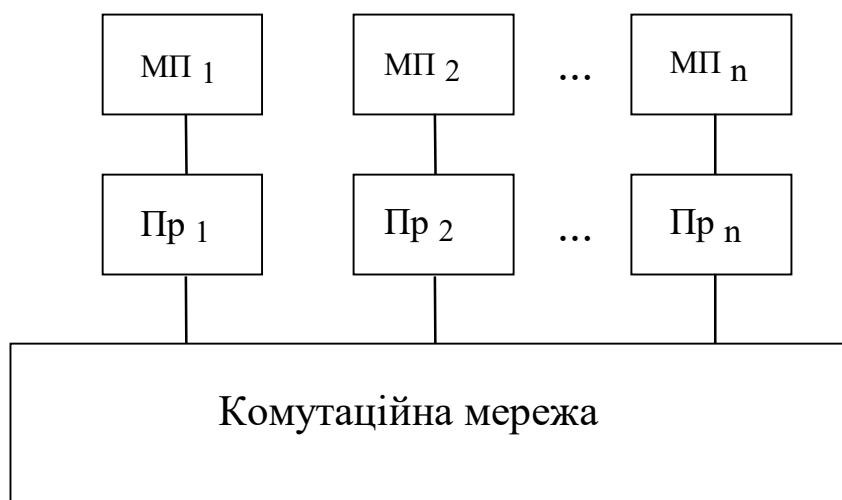 МП 1 МП 2 ... МП n
Пр 1 Пр 2 ... Пр n
Комутаційна мережа